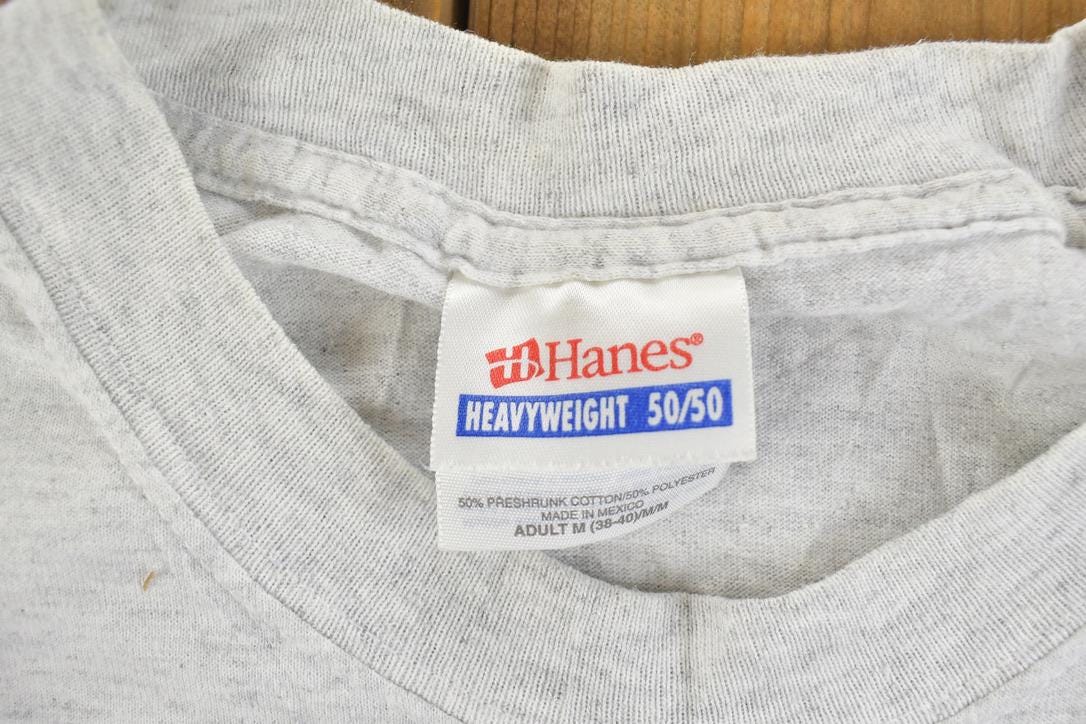 H Hanes®
HEAVYWEIGHT 50/50
50% PRESHRUNK COTTON/50% POLYESTER
MADE IN MEXICO
ADULT M (38-40)/M/M